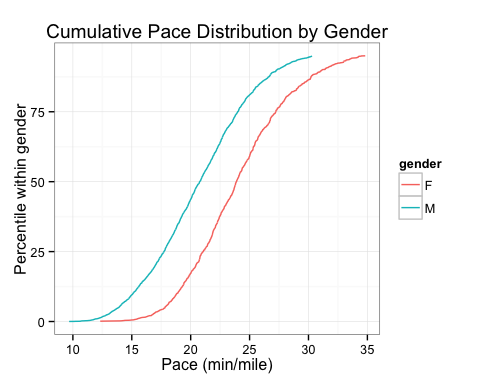 Cumulative Pace Distribution by Gender
Percentile within gender
75
50
25
0
10 15 20 25 30 35
Pace (min/mile)
gender
F
M